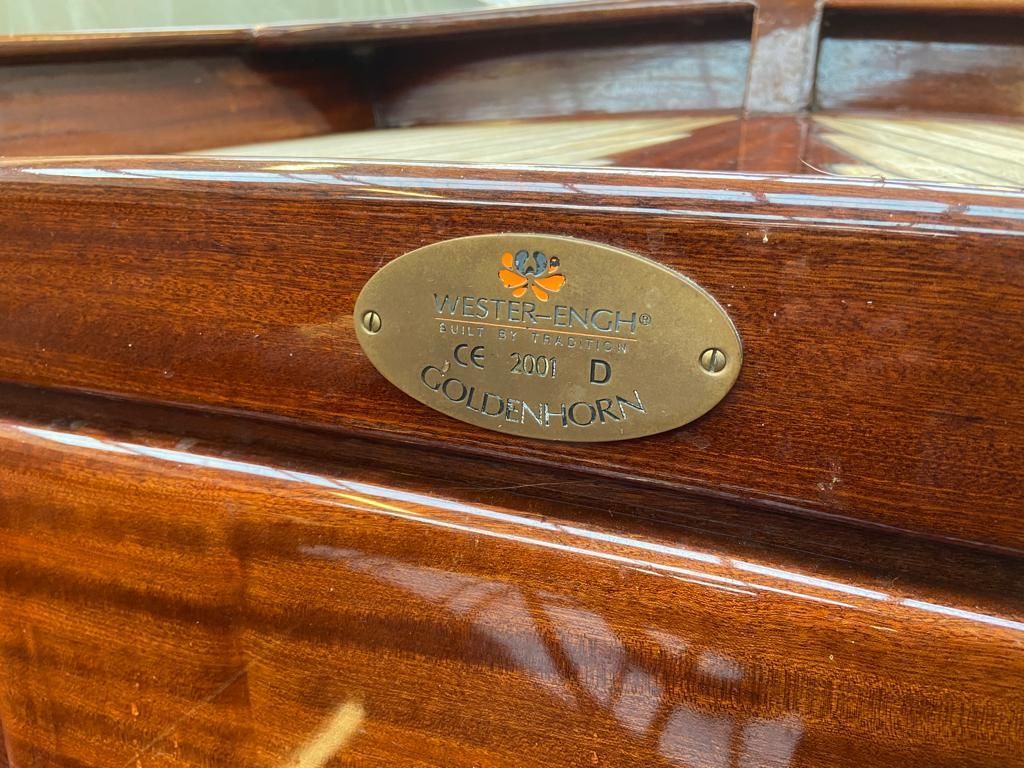 WESTER–ENGH®
BUILT BY TRADITION
CE 2001 D
GOLDENHORN